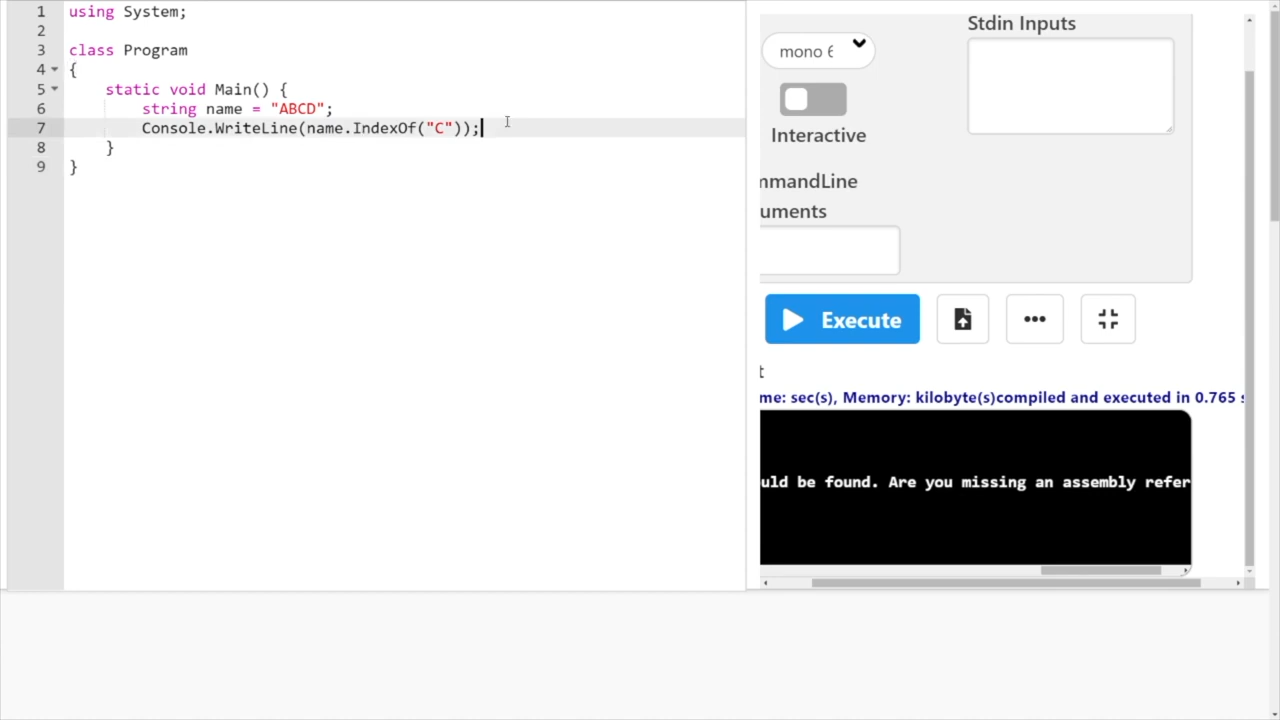 1 using System;
2
3 class Program
4 {
5     static void Main() {
6         string name = "ABCD";
7         Console.WriteLine(name.IndexOf("C"));
8     }
9 }
Stdin Inputs
mono 6
Interactive
mmandLine
uments
Execute
t
me: sec(s), Memory: kilobyte(s)compiled and executed in 0.765 s
uld be found. Are you missing an assembly refer